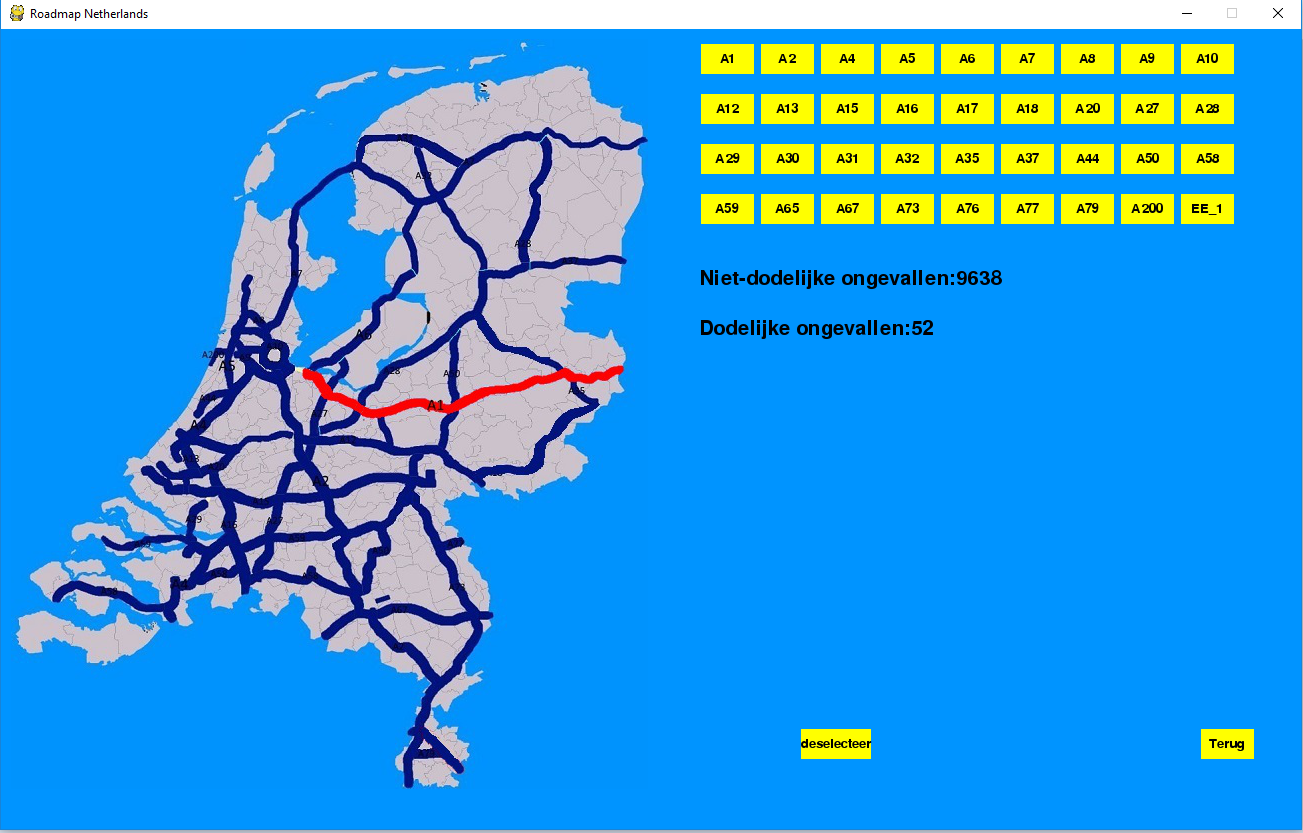 Roadmap Netherlands
A1 A2 A4 A5 A6 A7 A8 A9 A10
A12 A13 A15 A16 A17 A18 A20 A27 A28
A29 A30 A31 A32 A35 A37 A44 A50 A58
A59 A65 A67 A73 A76 A77 A79 A200 EE_1
Niet-dodelijke ongevallen:9638
Dodelijke ongevallen:52
A5
A28
A1
A2
deselecteer
Terug